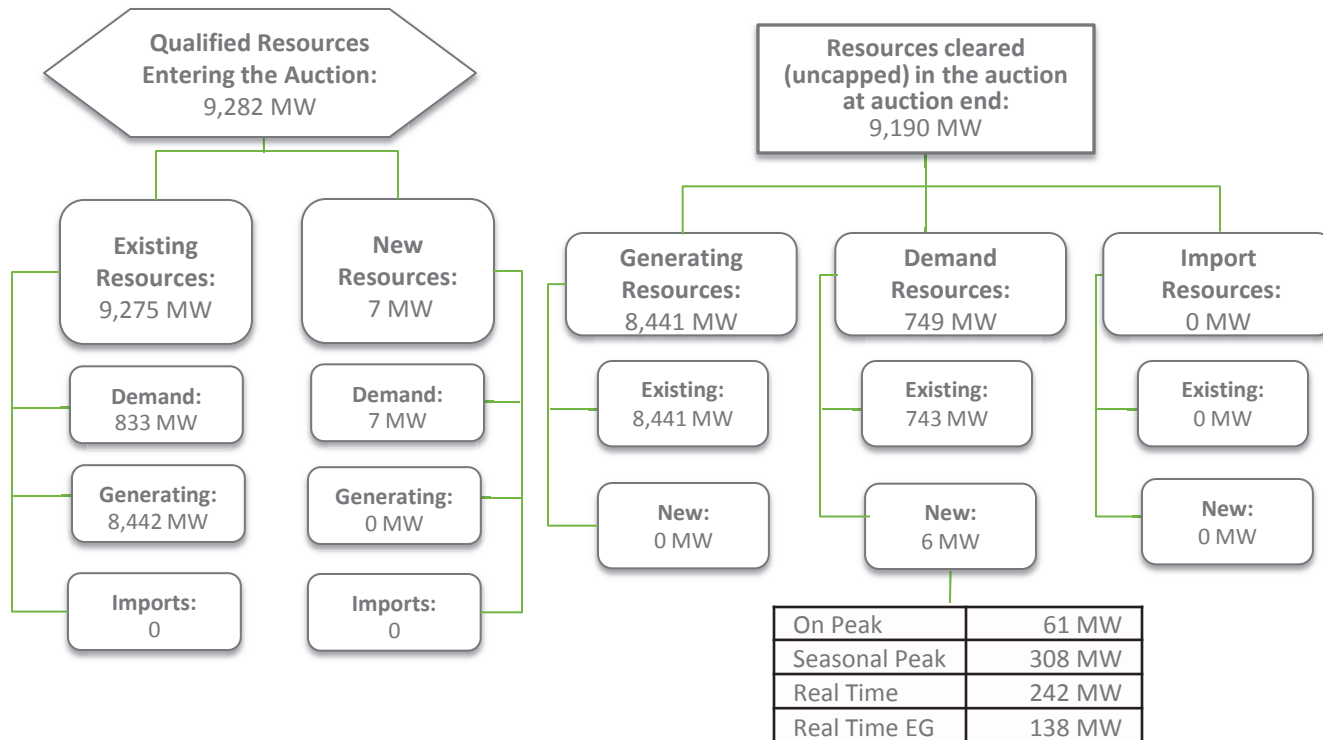 Qualified Resources
Entering the Auction:
9,282 MW
Existing
Resources:
9,275 MW
Demand:
833 MW
Generating:
8,442 MW
Imports:
0
New
Resources:
7 MW
Demand:
7 MW
Generating:
0 MW
Imports:
0
Resources cleared
(uncapped) in the auction
at auction end:
9,190 MW
Generating
Resources:
8,441 MW
Existing:
8,441 MW
New:
0 MW
Demand
Resources:
749 MW
Existing:
743 MW
New:
6 MW
On Peak 61 MW
Seasonal Peak 308 MW
Real Time 242 MW
Real Time EG 138 MW
Import
Resources:
0 MW
Existing:
0 MW
New:
0 MW